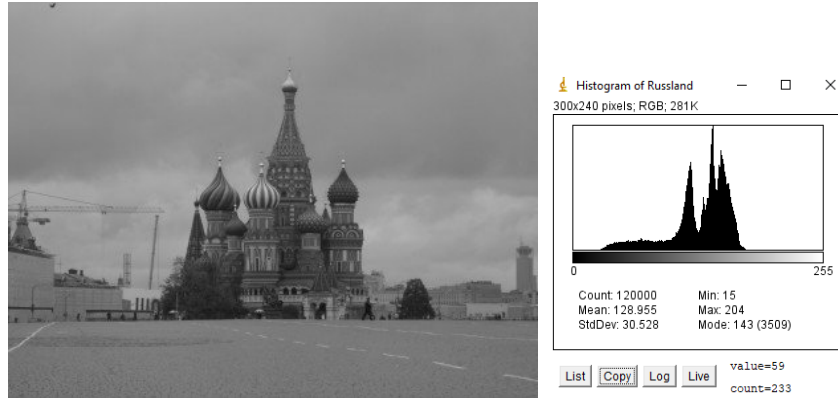 Histogram of Russland
300x240 pixels; RGB; 281K
0 255
Count: 120000 Min: 15
Mean: 128.955 Max: 204
StdDev: 30.528 Mode: 143 (3509)
List Copy Log Live value=59
count=233